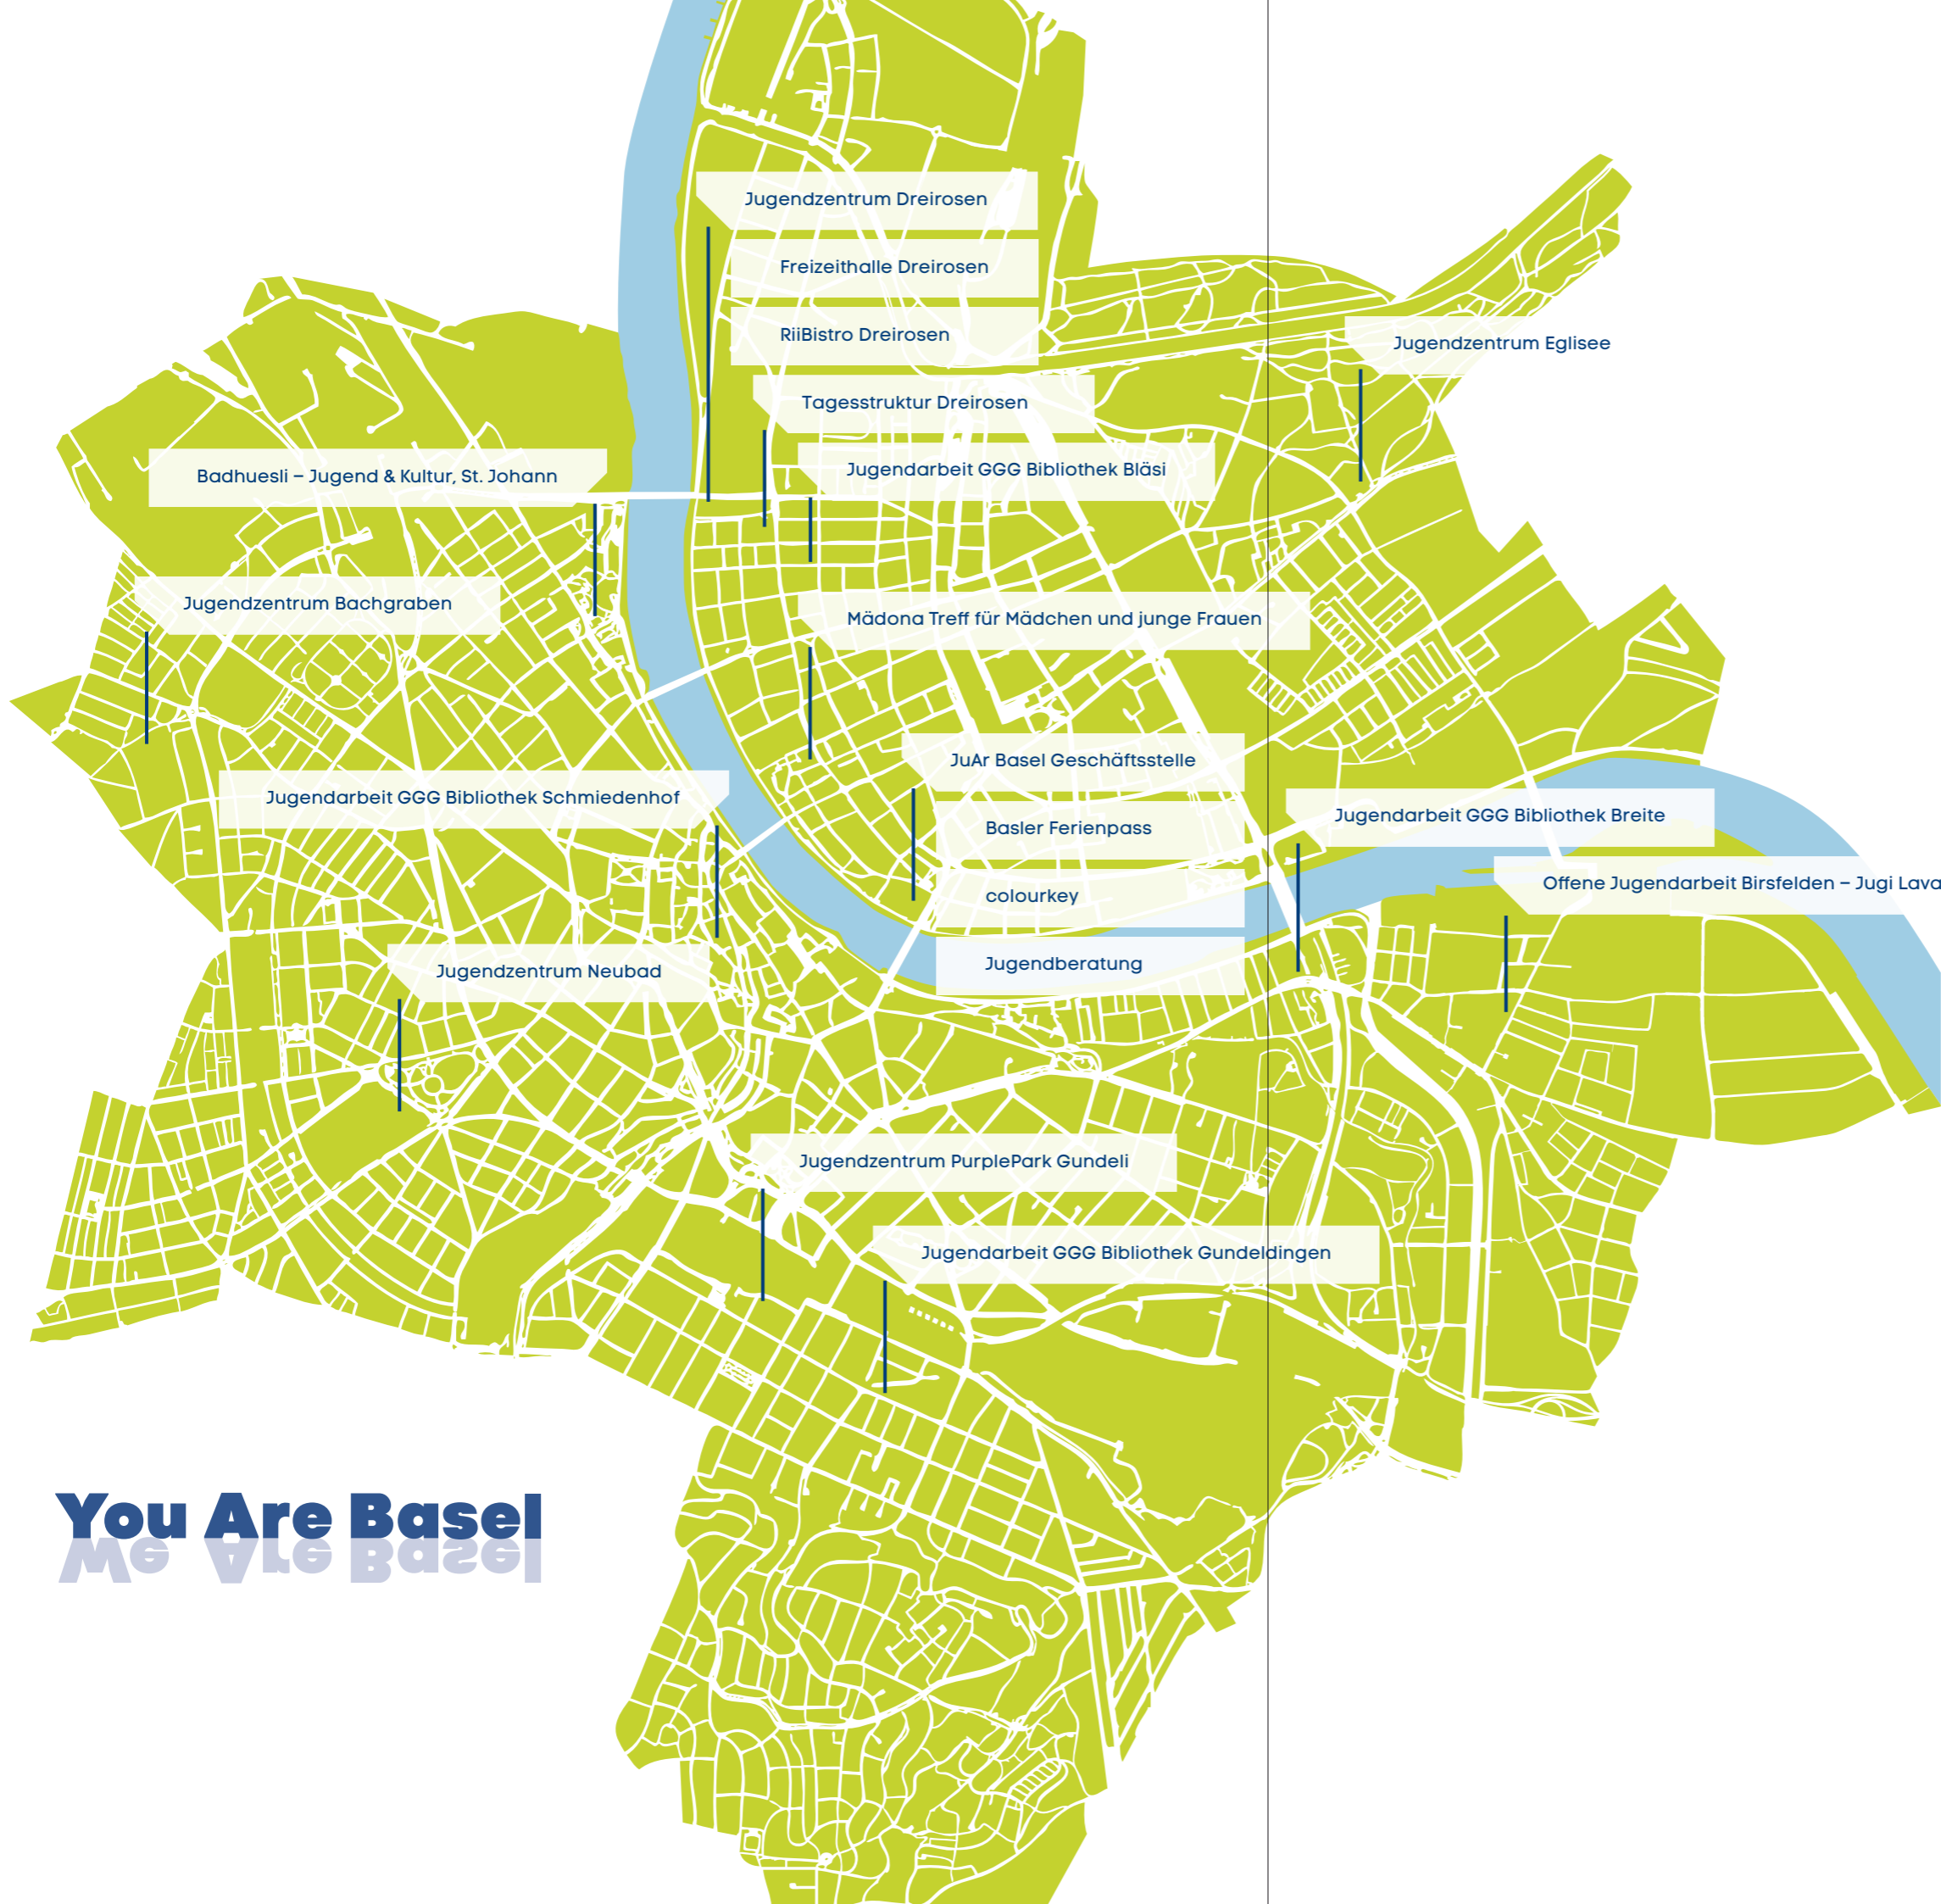 Jugendzentrum Dreirosen
Freizeithalle Dreirosen
RiiBistro Dreirosen
Jugendzentrum Eglisee
Tagesstruktur Dreirosen
Jugendarbeit GGG Bibliothek Bläsi
Badhuesli – Jugend & Kultur, St. Johann
Jugendzentrum Bachgraben
Mädona Treff für Mädchen und junge Frauen
JuAr Basel Geschäftsstelle
Jugendarbeit GGG Bibliothek Schmiedenhof
Basler Ferienpass
Jugendarbeit GGG Bibliothek Breite
colourkey
Offene Jugendarbeit Birsfelden – Jugi Lava
Jugendberatung
Jugendzentrum Neubad
Jugendzentrum PurplePark Gundeli
Jugendarbeit GGG Bibliothek Gundeldingen
You Are Basel
We Are Basel